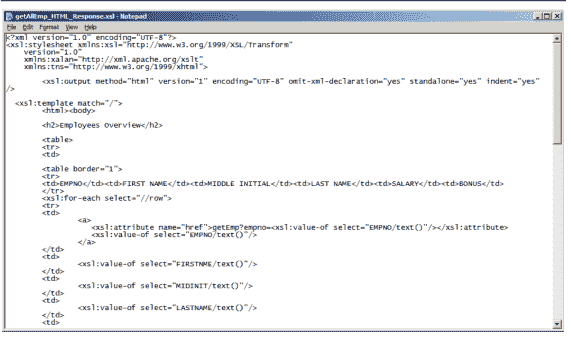 getAllEmp_HTML_Response.xsl - Notepad
File Edit Format View Help
<?xml version="1.0" encoding="UTF-8"?>
<xsl:stylesheet xmlns:xsl="http://www.w3.org/1999/XSL/Transform"
version="1.0"
xmlns:xalan="http://xml.apache.org/xslt"
xmlns:tns="http://www.w3.org/1999/xhtml">
<xsl:output method="html" version="1" encoding="UTF-8" omit-xml-declaration="yes" standalone="yes" indent="yes"
/>
<xsl:template match="/">
<html><body>
<h2>Employees Overview</h2>
<table>
<tr>
<td>
<table border="1">
<tr>
<td>EMPNO</td><td>FIRST NAME</td><td>MIDDLE INITIAL</td><td>LAST NAME</td><td>SALARY</td><td>BONUS</td>
</tr>
<xsl:for-each select="//row">
<tr>
<td>
<a>
<xsl:attribute name="href">getEmp?empno=<xsl:value-of select="EMPNO/text()"/></xsl:attribute>
<xsl:value-of select="EMPNO/text()"/>
</a>
</td>
<td>
<xsl:value-of select="FIRSTNME/text()"/>
</td>
<td>
<xsl:value-of select="MIDINIT/text()"/>
</td>
<td>
<xsl:value-of select="LASTNAME/text()"/>
</td>
<td>